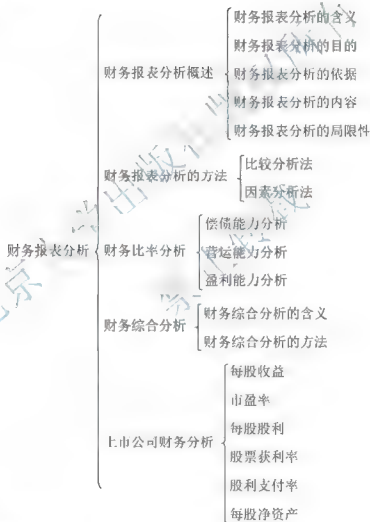 财务报表分析
财务报表分析概述
财务报表分析的含义
财务报表分析的目的
财务报表分析的依据
财务报表分析的内容
财务报表分析的局限性
财务报表分析的方法
比较分析法
因素分析法
财务比率分析
偿债能力分析
营运能力分析
盈利能力分析
财务综合分析
财务综合分析的含义
财务综合分析的方法
上市公司财务分析
每股收益
市盈率
每股股利
股票获利率
股利支付率
每股净资产